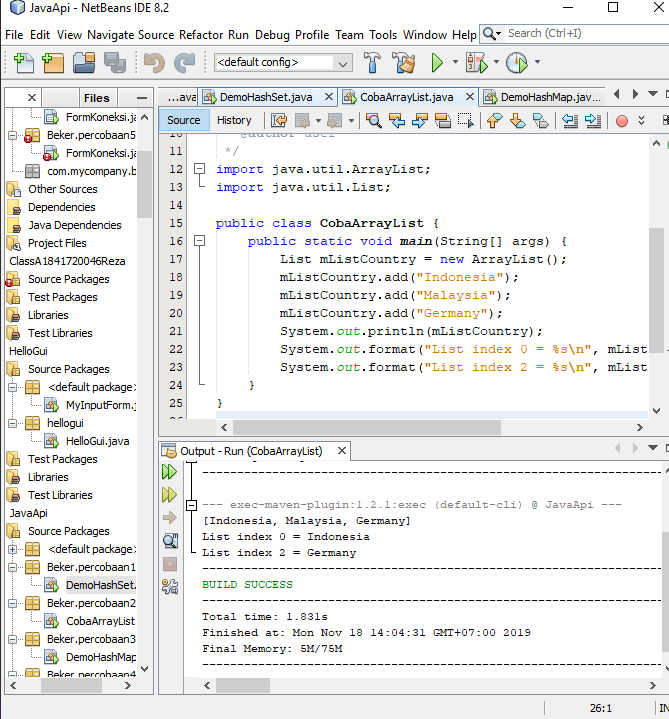 JavaApi - NetBeans IDE 8.2
File Edit View Navigate Source Refactor Run Debug Profile Team Tools Window Help Search (Ctrl+I)
<default config>
Files
...ava DemoHashSet.java CobaArrayList.java DemoHashMap.jav...
Source History
FormKoneksi.ja
Beker.percobaan5
FormKoneksi.ja
com.mycompany.b
Other Sources
Dependencies
Java Dependencies
Project Files
ClassA1841720046Reza
Source Packages
Test Packages
Libraries
Test Libraries
HelloGui
Source Packages
<default package>
MyInputForm.j
hellogui
HelloGui.java
Test Packages
Libraries
Test Libraries
JavaApi
Source Packages
<default package>
Beker.percobaan1
DemoHashSet.
Beker.percobaan2
CobaArrayList
Beker.percobaan3
DemoHashMap
Beker.percobaan4
10 * @author user
11 */
12 import java.util.ArrayList;
13 import java.util.List;
14
15 public class CobaArrayList {
16 public static void main(String[] args) {
17 List mListCountry = new ArrayList();
18 mListCountry.add("Indonesia");
19 mListCountry.add("Malaysia");
20 mListCountry.add("Germany");
21 System.out.println(mListCountry);
22 System.out.format("List index 0 = %s\n", mList
23 System.out.format("List index 2 = %s\n", mList
24 }
25 }
26
Output - Run (CobaArrayList)
--- exec-maven-plugin:1.2.1:exec (default-cli) @ JavaApi ---
[Indonesia, Malaysia, Germany]
List index 0 = Indonesia
List index 2 = Germany
BUILD SUCCESS
Total time: 1.831s
Finished at: Mon Nov 18 14:04:31 GMT+07:00 2019
Final Memory: 5M/75M
26:1 IN